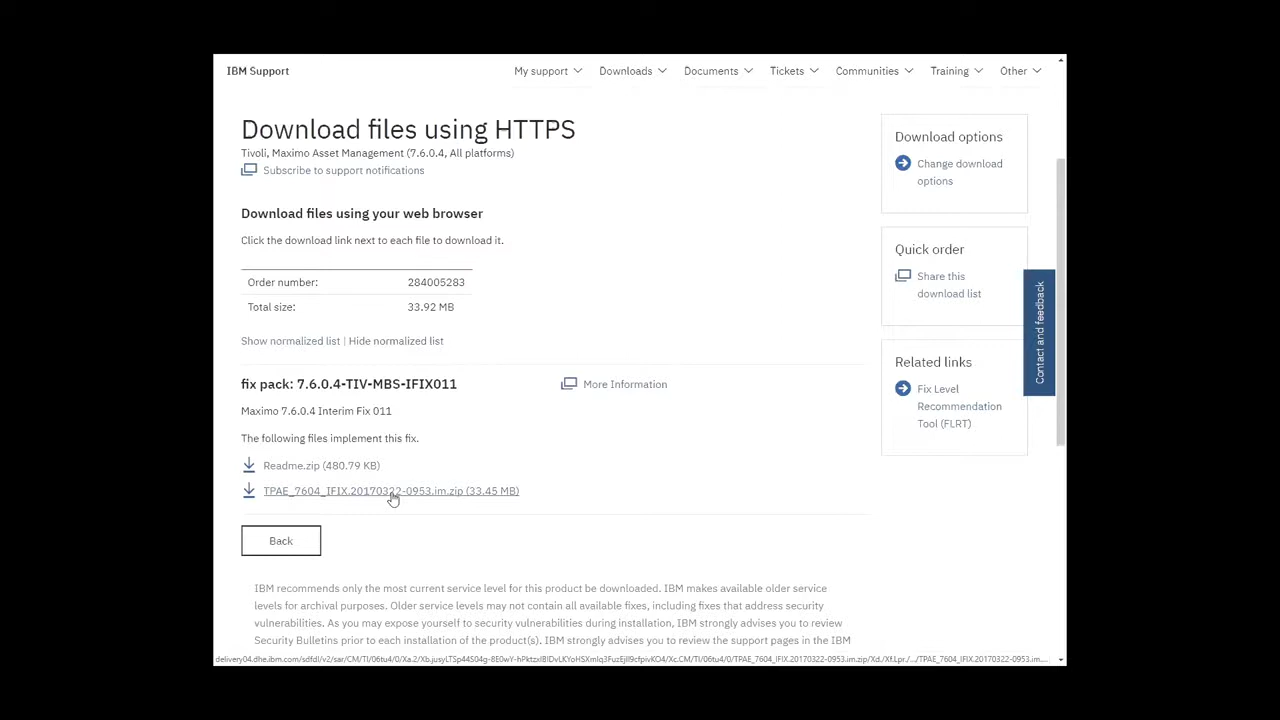 IBM Support
My support
Downloads
Documents
Tickets
Communities
Training
Other
Download files using HTTPS
Tivoli, Maximo Asset Management (7.6.0.4, All platforms)
Subscribe to support notifications
Download files using your web browser
Click the download link next to each file to download it.
Order number: 284005283
Total size: 33.92 MB
Show normalized list | Hide normalized list
fix pack: 7.6.0.4-TIV-MBS-IFIX011
More Information
Maximo 7.6.0.4 Interim Fix 011
The following files implement this fix.
Readme.zip (480.79 KB)
TPAE_7604_IFIX.20170322-0953.im.zip (33.45 MB)
Back
IBM recommends only the most current service level for this product be downloaded. IBM makes available older service
levels for archival purposes. Older service levels may not contain all available fixes, including fixes that address security
vulnerabilities. As you may expose yourself to security vulnerabilities during installation, IBM strongly advises you to review
Security Bulletins prior to each installation of the product(s). IBM strongly advises you to review the support pages in the IBM
Download options
Change download
options
Quick order
Share this
download list
Related links
Fix Level
Recommendation
Tool (FLRT)
Contact and feedback